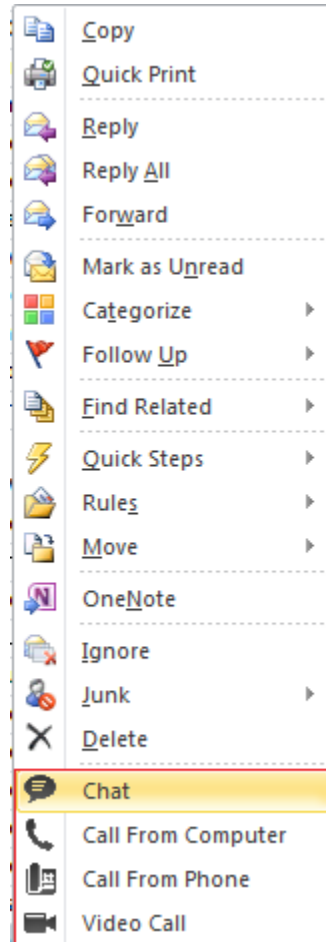 Copy
Quick Print
Reply
Reply All
Forward
Mark as Unread
Categorize
Follow Up
Find Related
Quick Steps
Rules
Move
OneNote
Ignore
Junk
Delete
Chat
Call From Computer
Call From Phone
Video Call